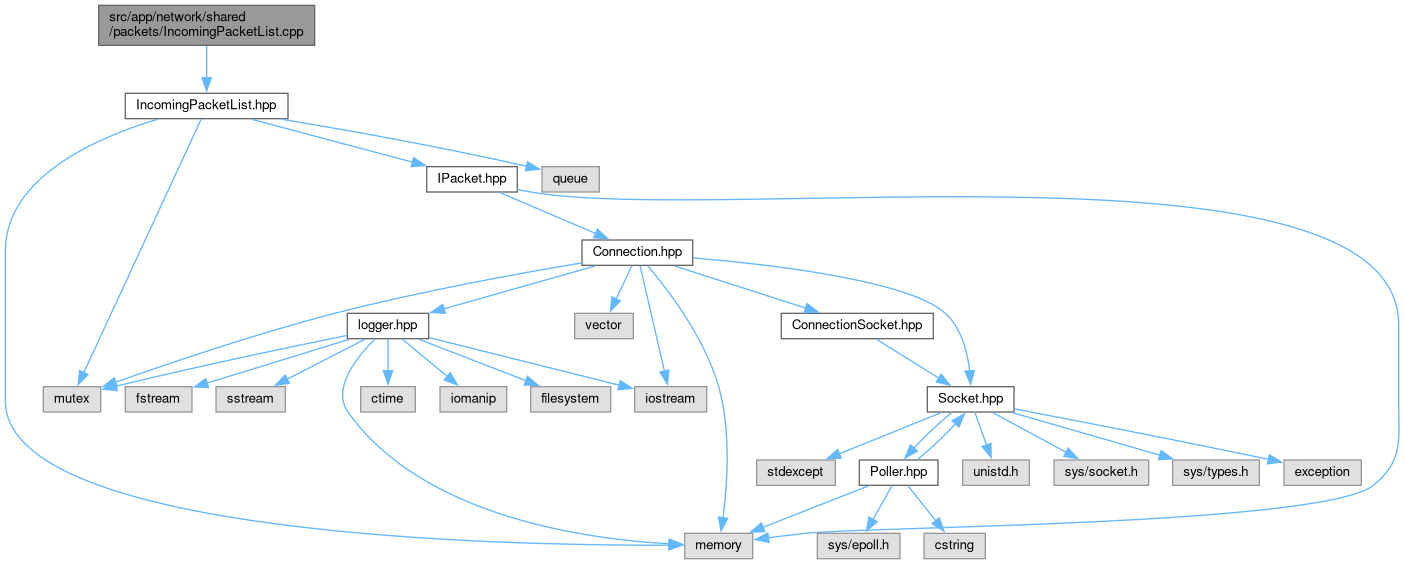 src/app/network/shared
/packets/IncomingPacketList.cpp
IncomingPacketList.hpp
IPacket.hpp
queue
Connection.hpp
logger.hpp
vector
ConnectionSocket.hpp
mutex
fstream
sstream
ctime
iomanip
filesystem
iostream
Socket.hpp
stdexcept
Poller.hpp
unistd.h
sys/socket.h
sys/types.h
exception
memory
sys/epoll.h
cstring